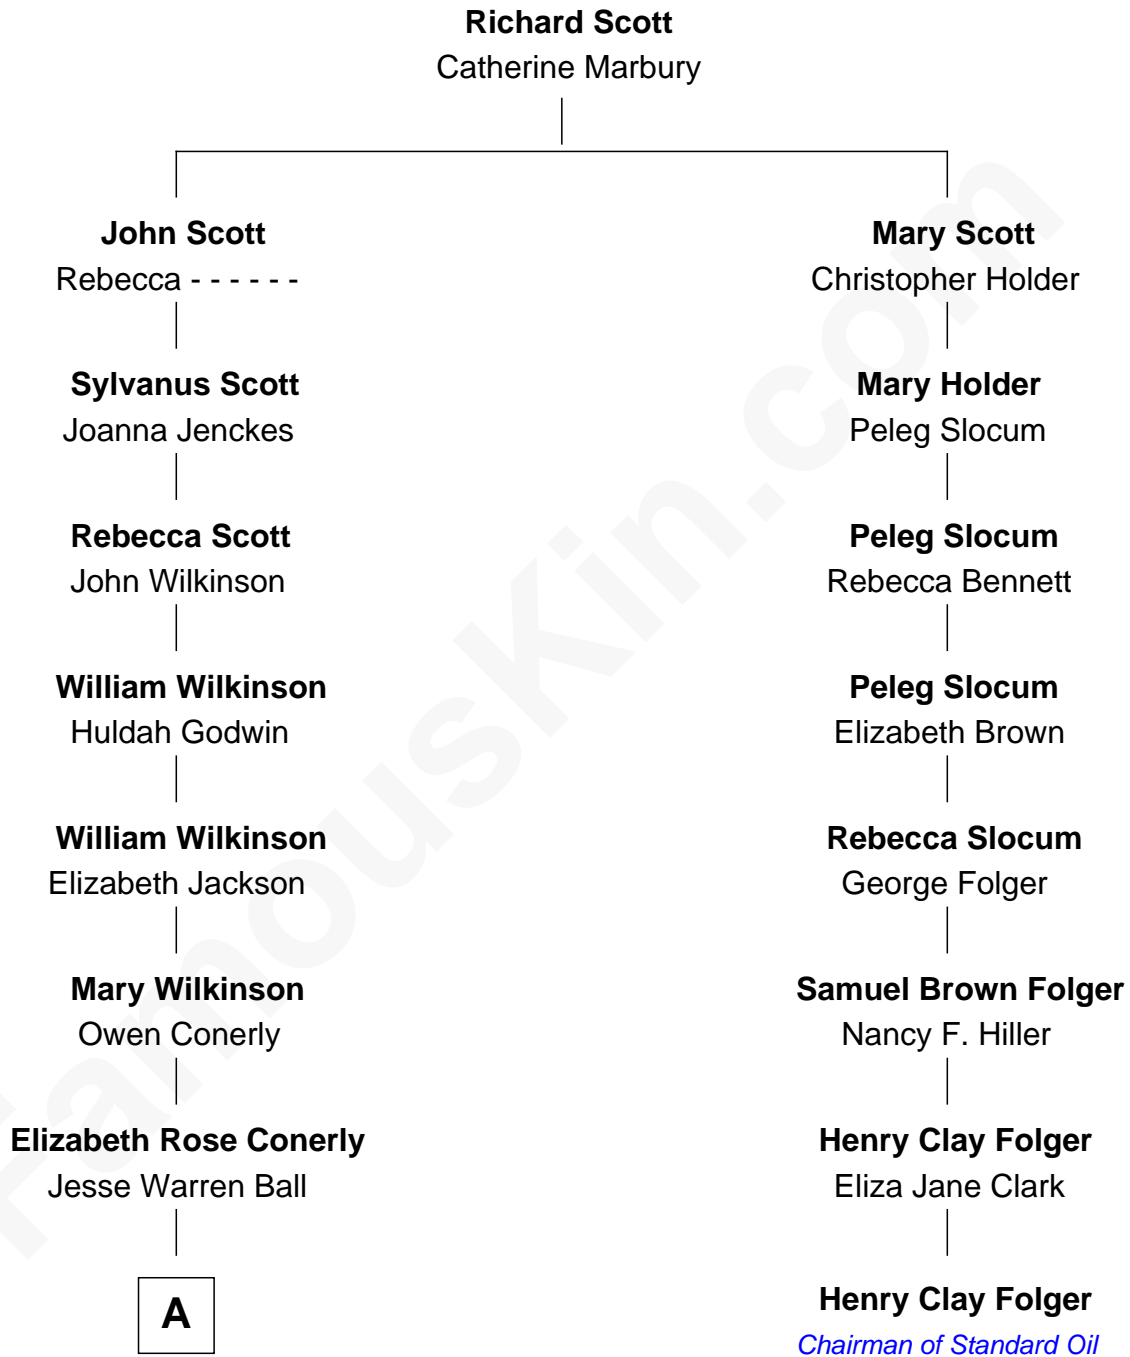 Richard Scott
Catherine Marbury
John Scott
Rebecca - - - - - -
Mary Scott
Christopher Holder
Sylvanus Scott
Joanna Jenckes
Mary Holder
Peleg Slocum
Rebecca Scott
John Wilkinson
Peleg Slocum
Rebecca Bennett
William Wilkinson
Huldah Godwin
Peleg Slocum
Elizabeth Brown
William Wilkinson
Elizabeth Jackson
Rebecca Slocum
George Folger
Mary Wilkinson
Owen Conerly
Samuel Brown Folger
Nancy F. Hiller
Elizabeth Rose Conerly
Jesse Warren Ball
Henry Clay Folger
Eliza Jane Clark
A
Henry Clay Folger
Chairman of Standard Oil
FamousKin.com